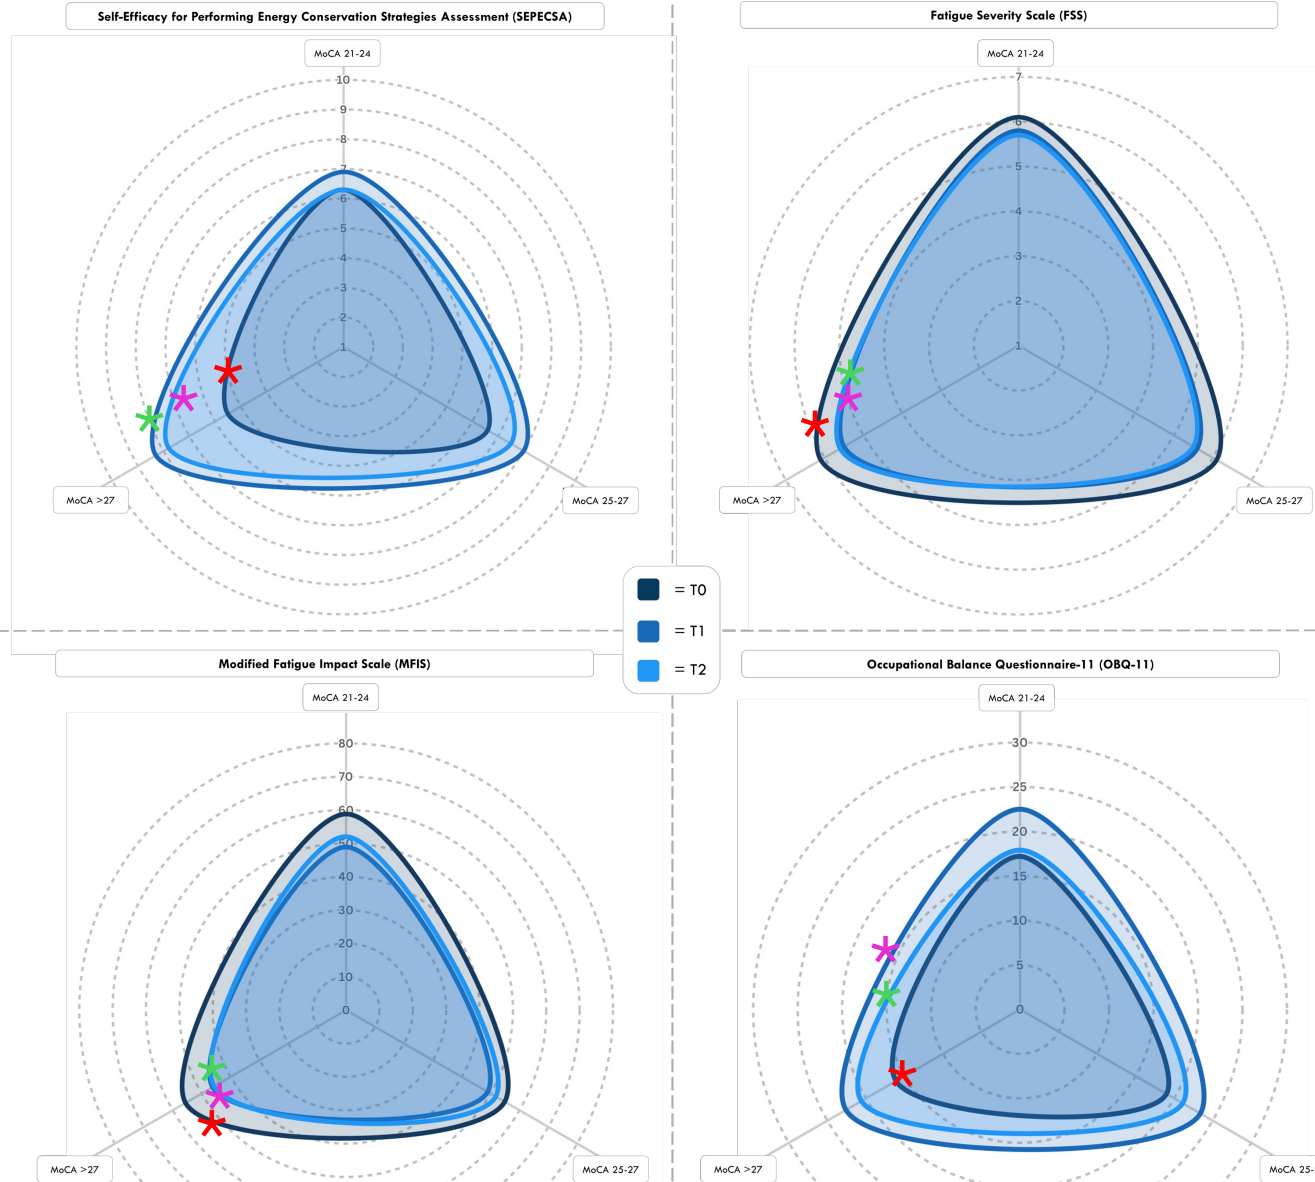 Self-Efficacy for Performing Energy Conservation Strategies Assessment (SEPECSA)
MoCA 21-24
10
9
8
7
6
5
4
3
2
1
MoCA >27
MoCA 25-27
Fatigue Severity Scale (FSS)
MoCA 21-24
7
6
5
4
3
2
1
MoCA >27
MoCA 25-27
= T0
= T1
= T2
Modified Fatigue Impact Scale (MFIS)
MoCA 21-24
80
70
60
50
40
30
20
10
0
MoCA >27
MoCA 25-27
Occupational Balance Questionnaire-11 (OBQ-11)
MoCA 21-24
30
25
20
15
10
5
0
MoCA >27
MoCA 25-